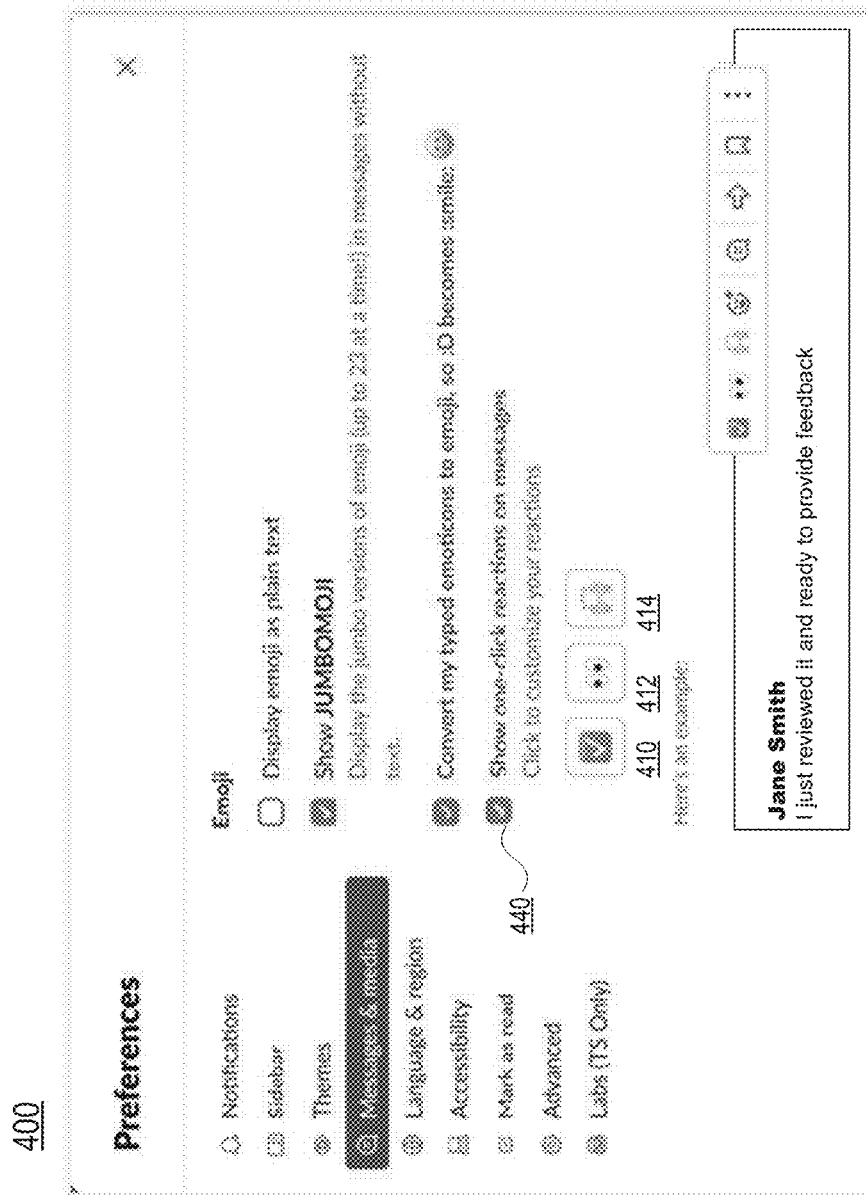 400
Preferences
Notifications
Sidebar
Themes
Messages & media
Language & region
Accessibility
Mark as read
Advanced
Labs (TS Only)
Emoji
Display emoji as plain text
Show JUMBOMOJI
Display the jumbo versions of emoji (up to 23 at a time!) in messages without
text.
Convert my typed emoticons to emoji, so :D becomes :smile:
440
Show one-click reactions on messages
Click to customize your reactions
410 412 414
Here's an example:
Jane Smith
I just reviewed it and ready to provide feedback